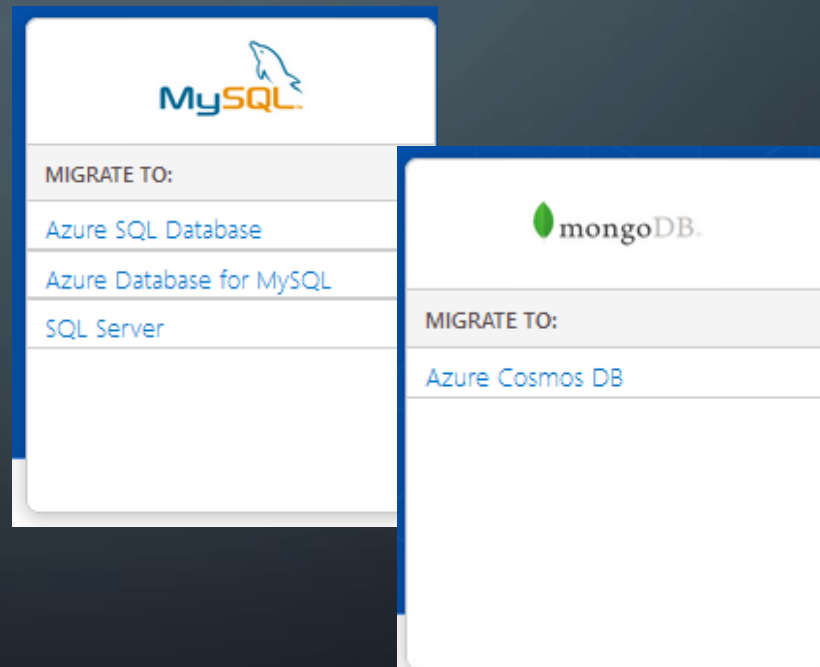 MySQL
MIGRATE TO:
Azure SQL Database
Azure Database for MySQL
SQL Server
mongoDB.
MIGRATE TO:
Azure Cosmos DB